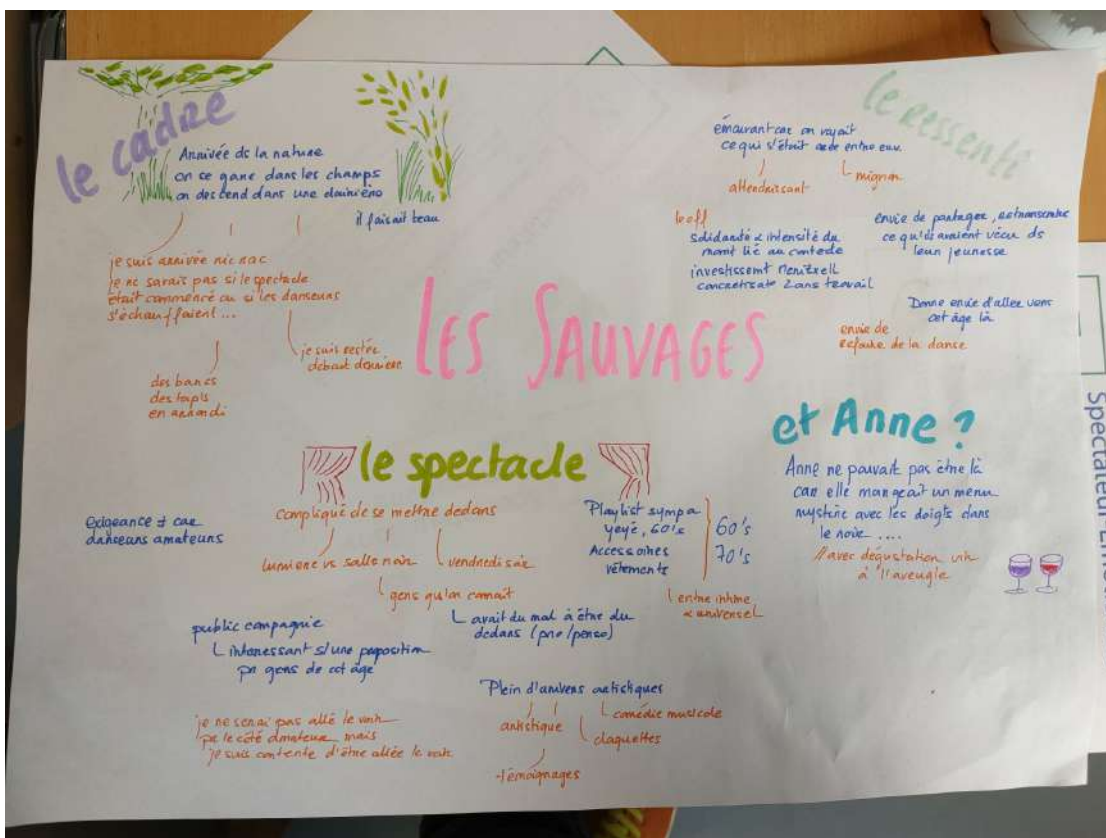 le cadre
Arrivée ds la nature
on se gare dans les champs
on descend dans une clairière
il faisait beau
je suis arrivée nic nac
je ne savais pas si le spectacle
était commencé ou si les danseurs
s'échauffaient ...
je suis restée
debout derrière
des bancs
des tapis
en arrondi
le Ressenti
émouvant car on voyait
ce qui s'était créé entre eux
attendrissant
mignon
solidarité & intensité du
momt lié au contexte
investissemt
concrétisat° 2 ans travail
envie de partager, retransmettre
ce qu'ils avaient vécu ds
leur jeunesse
Donne envie d'aller vers
cet âge là
envie de
refaire de la danse
LES SAUVAGES
et Anne ?
Anne ne pouvait pas être là
car elle mangeait un menu
mystère avec les doigts dans
le noir ....
avec dégustation vin
à l'aveugle
le spectacle
exigeance ≠ car
danseurs amateurs
compliqué de se mettre dedans
lumière vs salle noir
vendredi soir
gens qu'on connait
avait du mal à être du
dedans (pro/perso)
Playlist sympa
yéyé, 60's
Accessoires
vêtements
60's
70's
entre intime
& universel
public campagne
intéressant s/une proposition
pr gens de cet âge
je ne serai pas allé le voir
pr le côté amateur mais
je suis contente d'être allée le voir
Plein d'univers artistiques
artistique
comédie musicale
claquettes
témoignages
Spectateur